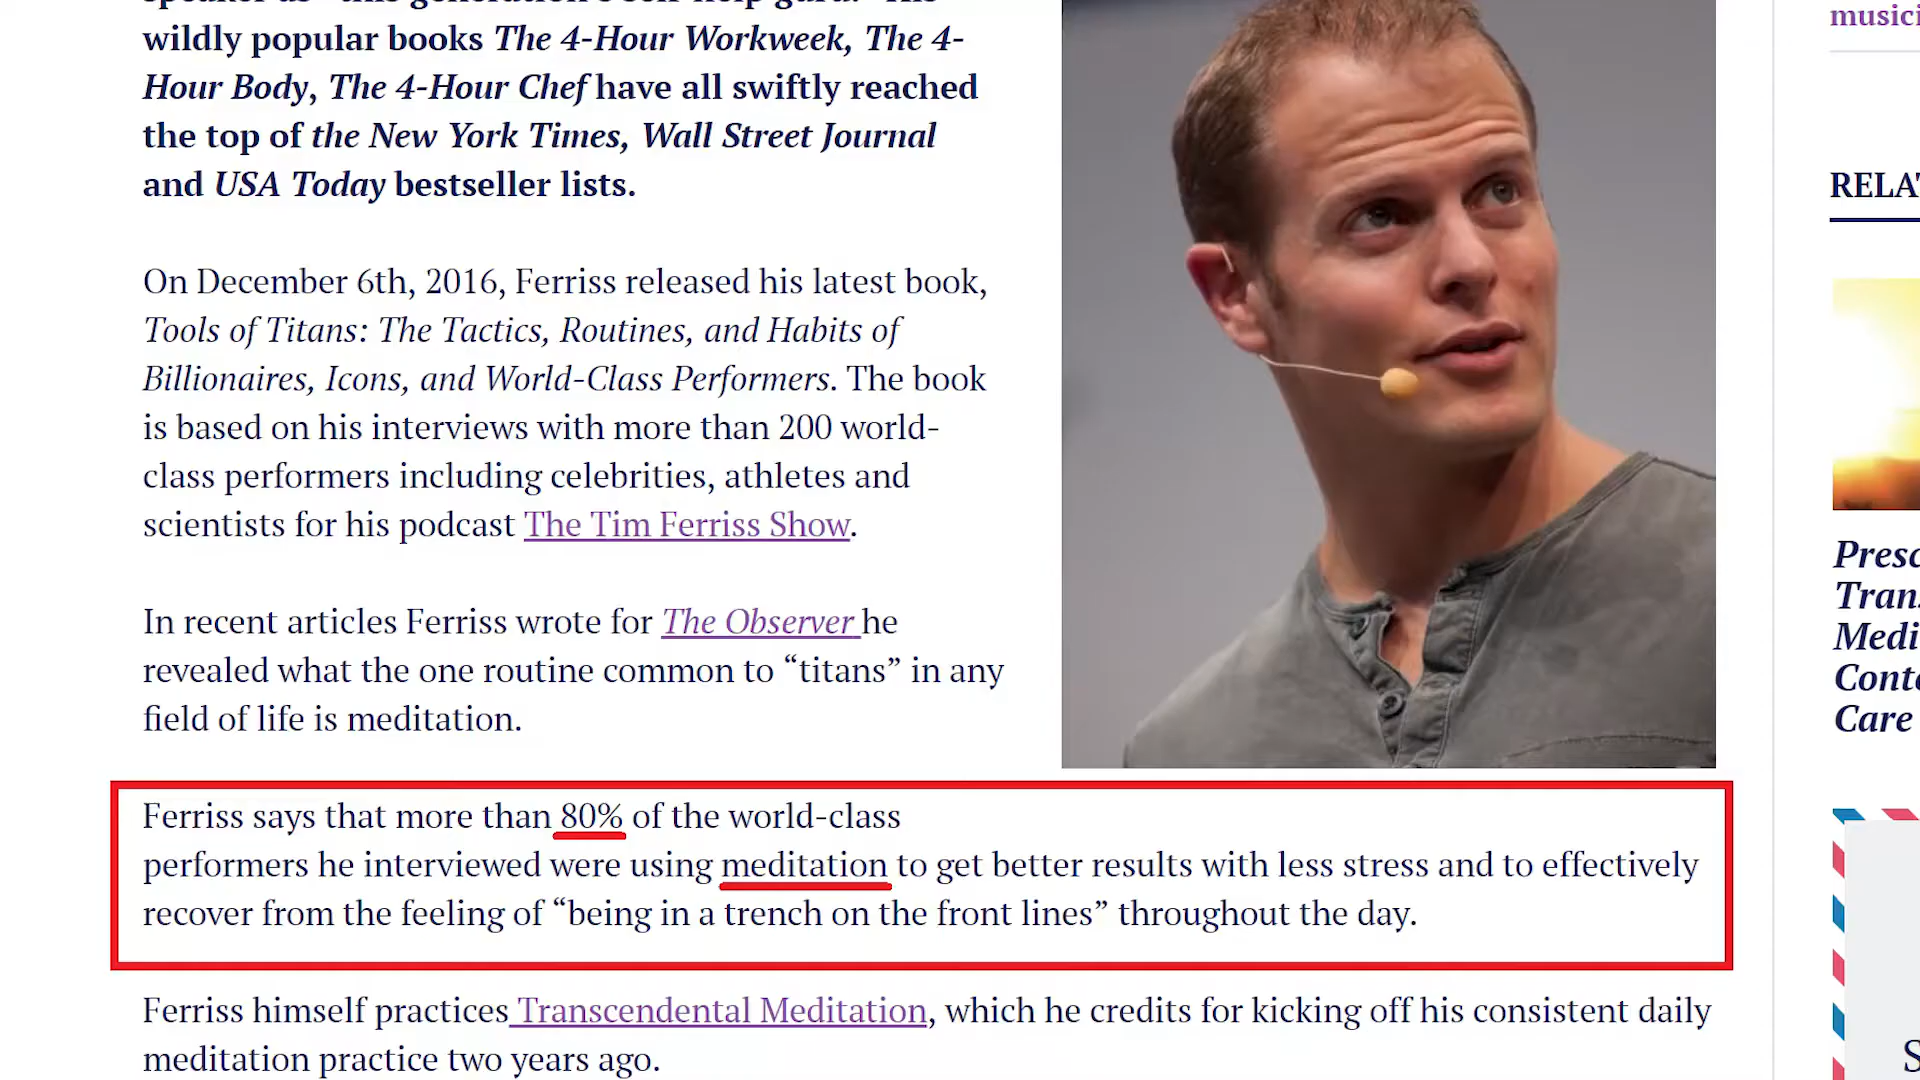 wildly popular books The 4-Hour Workweek, The 4-
Hour Body, The 4-Hour Chef have all swiftly reached
the top of the New York Times, Wall Street Journal
and USA Today bestseller lists.
On December 6th, 2016, Ferriss released his latest book,
Tools of Titans: The Tactics, Routines, and Habits of
Billionaires, Icons, and World-Class Performers. The book
is based on his interviews with more than 200 world-
class performers including celebrities, athletes and
scientists for his podcast The Tim Ferriss Show.
In recent articles Ferriss wrote for The Observer he
revealed what the one routine common to “titans” in any
field of life is meditation.
Ferriss says that more than 80% of the world-class
performers he interviewed were using meditation to get better results with less stress and to effectively
recover from the feeling of “being in a trench on the front lines” throughout the day.
Ferriss himself practices Transcendental Meditation, which he credits for kicking off his consistent daily
meditation practice two years ago.
musici
RELA
Presc
Tran
Medi
Conte
Care
S